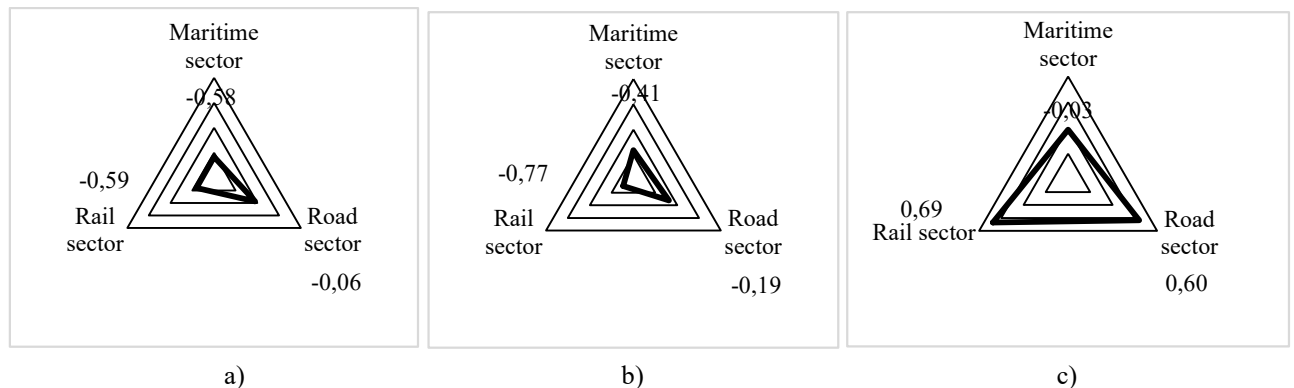 Maritime
sector
-0,58
-0,59
Rail
sector
Road
sector
-0,06
a)
Maritime
sector
-0,41
-0,77
Rail
sector
Road
sector
-0,19
b)
Maritime
sector
-0,03
0,69
Rail sector
Road
sector
0,60
c)